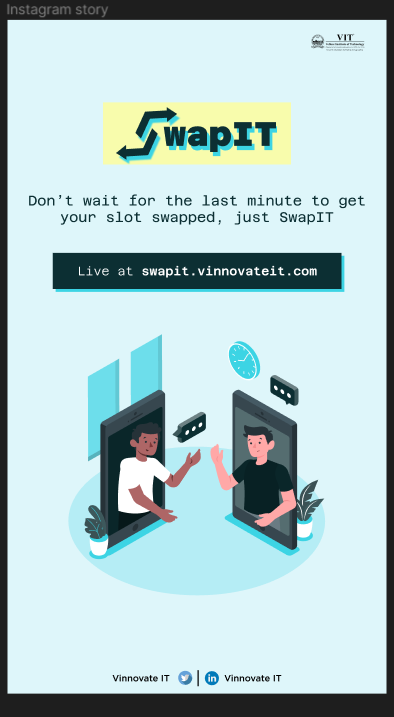 Instagram story
VIT
Vellore Institute of Technology
SwapIT
Don't wait for the last minute to get
your slot swapped, just SwapIT
Live at swapit.vinnovateit.com
Vinnovate IT | in Vinnovate IT